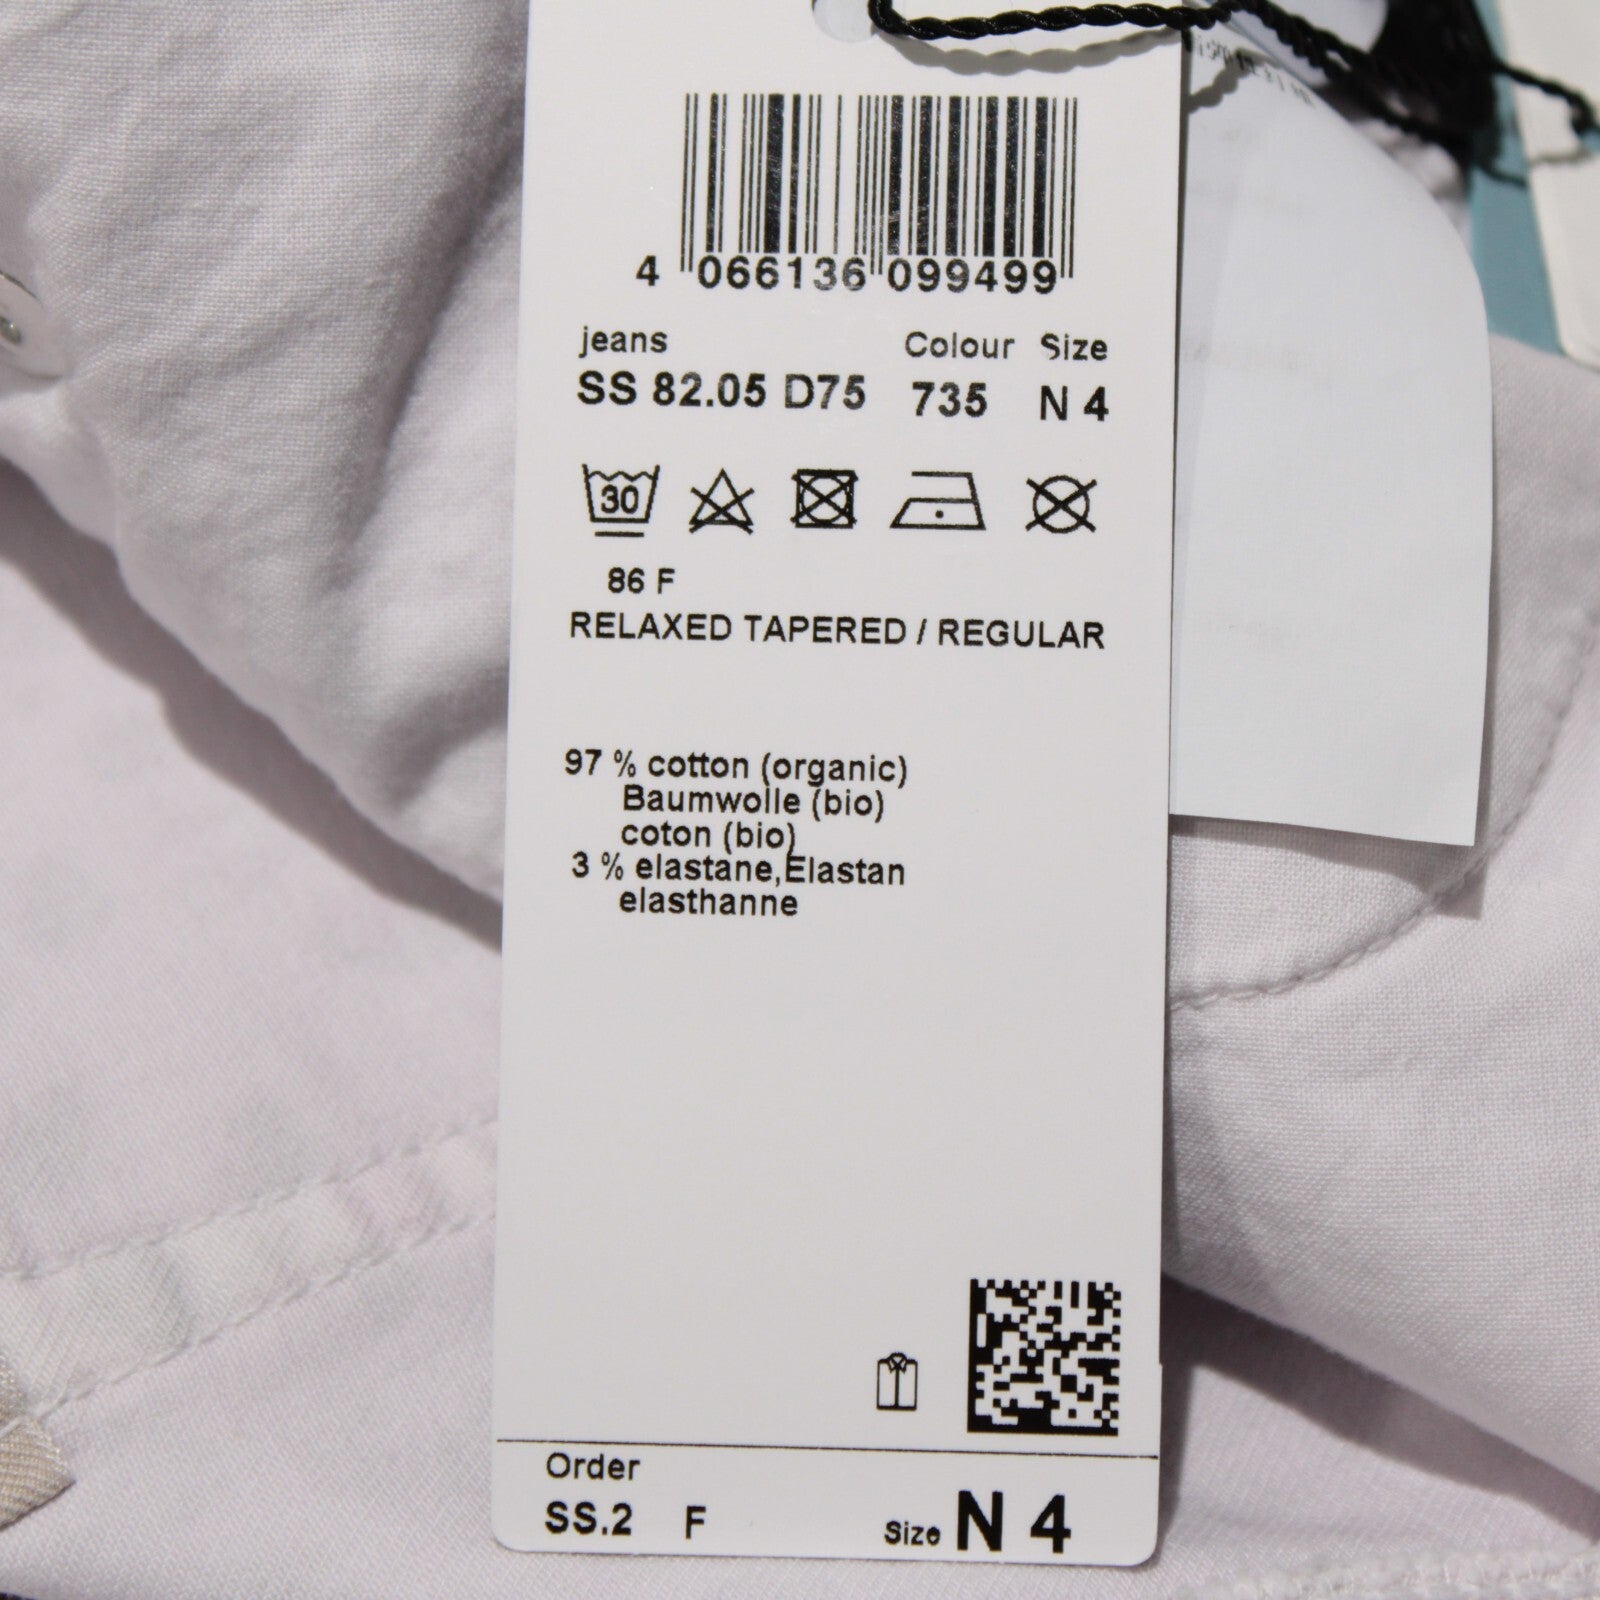 4 066136 099499
jeans Colour Size
SS 82.05 D75 735 N 4
30
86 F
RELAXED TAPERED / REGULAR
97 % cotton (organic)
Baumwolle (bio)
coton (bio)
3 % elastane,Elastan
elasthanne
Order
SS.2 F Size N 4